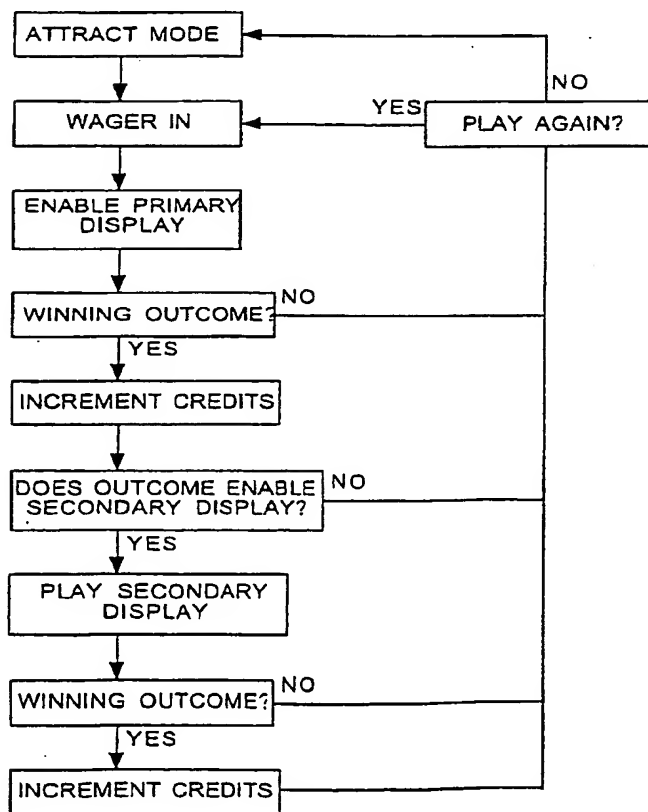 ATTRACT MODE
NO
YES
WAGER IN
PLAY AGAIN?
ENABLE PRIMARY
DISPLAY
NO
WINNING OUTCOME?
YES
INCREMENT CREDITS
NO
DOES OUTCOME ENABLE
SECONDARY DISPLAY?
YES
PLAY SECONDARY
DISPLAY
NO
WINNING OUTCOME?
YES
INCREMENT CREDITS